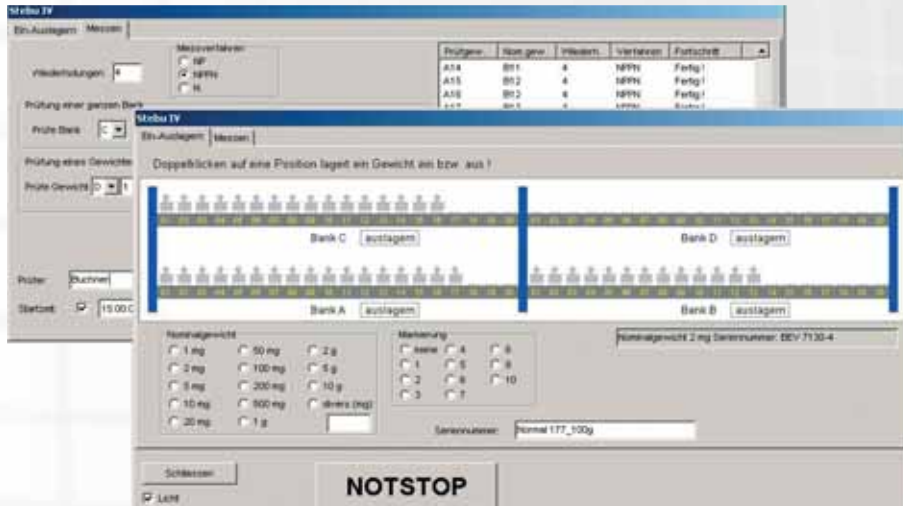 Stebu IV
Ein-Auslagern Messen
Messverfahren
NP
NPPN
N
Wiederholungen: 4
Prüfung einer ganzen Bank
Prüfe Bank C
Prüfung eines Gewichtes
Prüfe Gewicht D 1
Prüfer: Buchner
Startzeit:
Prüfgew. Nom.gew Wiederh. Verfahren Fortschritt
A14 B11 4 NPPN Fertig!
A15 B12 4 NPPN Fertig!
A16 B12 4 NPPN Fertig!
Stebu IV
Ein-Auslagern Messen
Doppelklicken auf eine Position lagert ein Gewicht ein bzw. aus !
Bank C auslagern
Bank D auslagern
Bank A auslagern
Bank B auslagern
Nominalgewicht
1 mg 50 mg 2 g
2 mg 100 mg 5 g
5 mg 200 mg 10 g
10 mg 500 mg divers (mg)
20 mg 1 g
Markierung
keine 4 8
1 5 9
2 6 10
3 7
Nominalgewicht 2 mg Seriennummer: BEV 7130-4
Seriennummer: Normal 177_100g
Schliessen
Licht
NOTSTOP